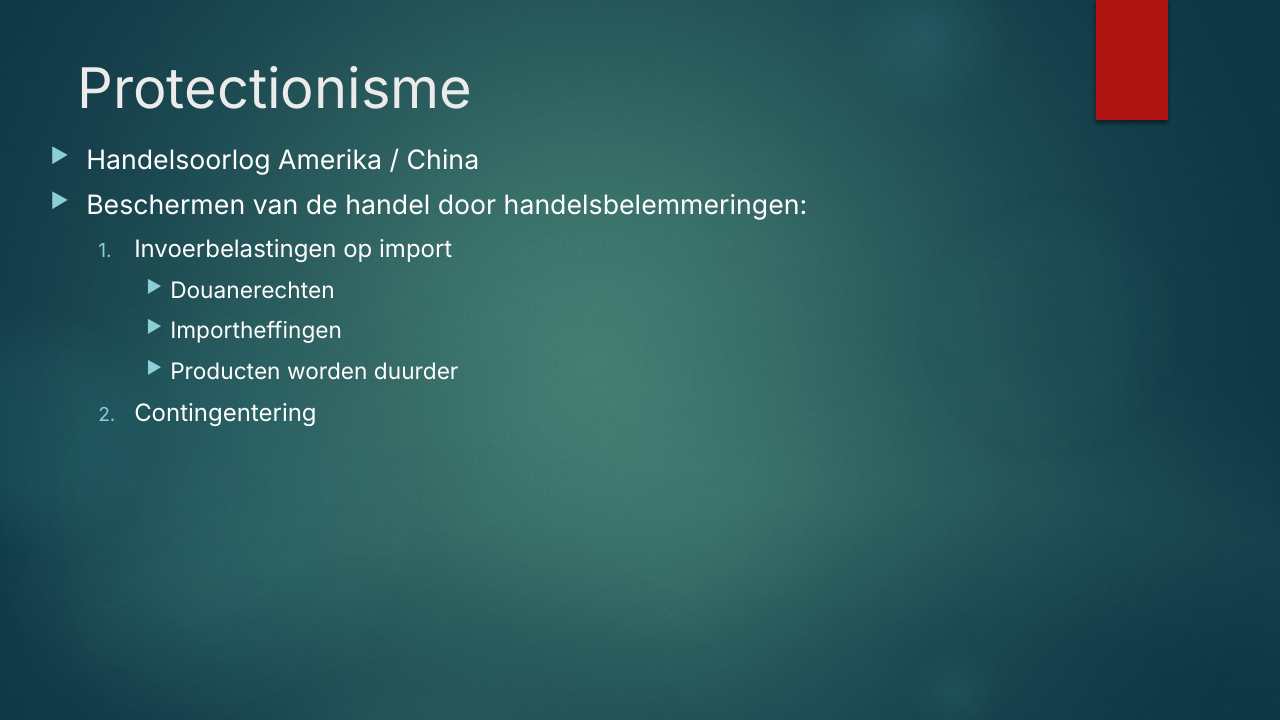 Protectionisme
Handelsoorlog Amerika / China
Beschermen van de handel door handelsbelemmeringen:
1. Invoerbelastingen op import
Douanerechten
Importheffingen
Producten worden duurder
2. Contingentering